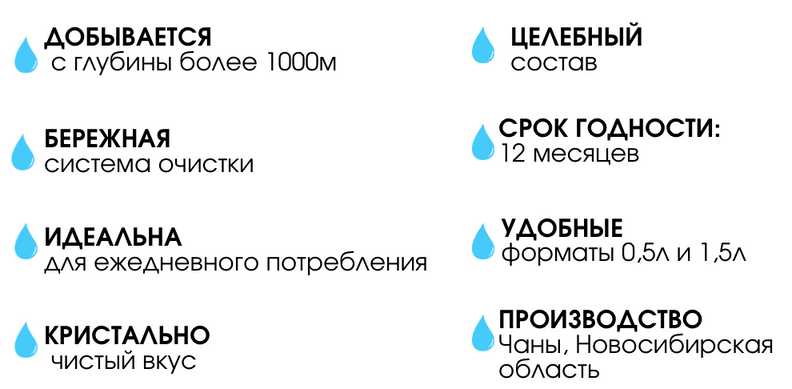 ДОБЫВАЕТСЯ
с глубины более 1000м
БЕРЕЖНАЯ
система очистки
ИДЕАЛЬНА
для ежедневного потребления
КРИСТАЛЬНО
чистый вкус
ЦЕЛЕБНЫЙ
состав
СРОК ГОДНОСТИ:
12 месяцев
УДОБНЫЕ
форматы 0,5л и 1,5л
ПРОИЗВОДСТВО
Чаны, Новосибирская
область